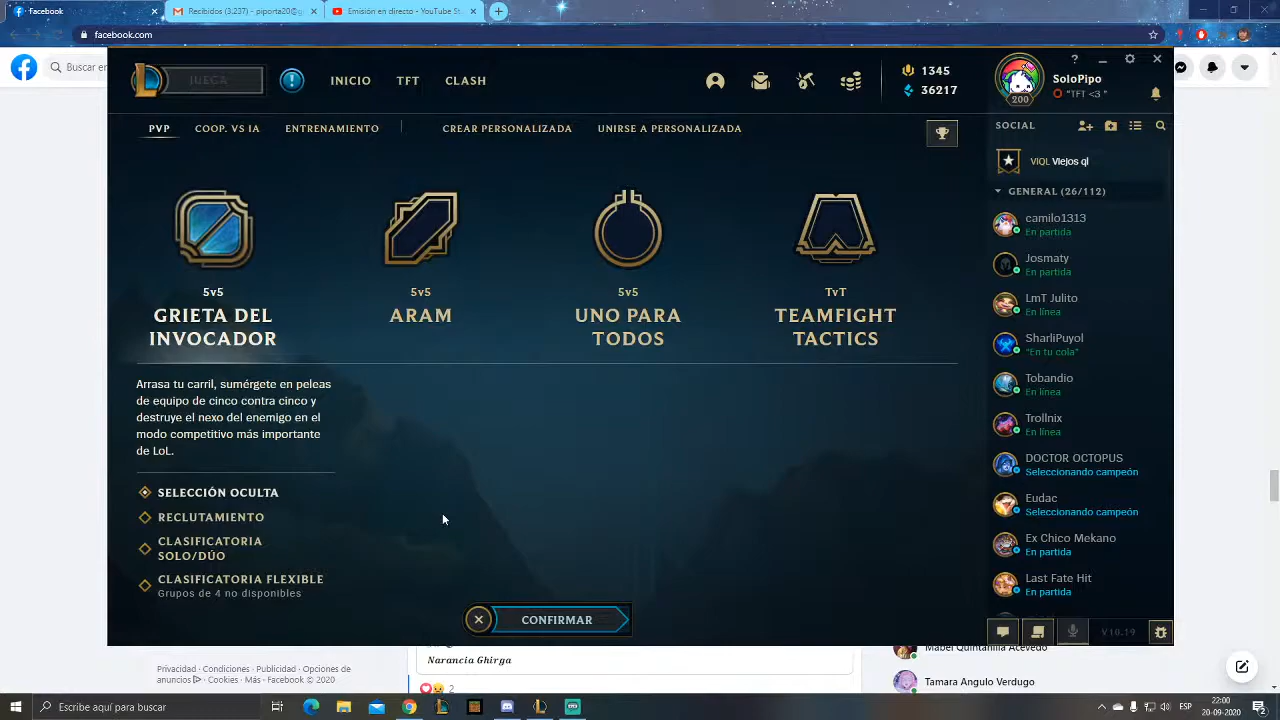 Facebook
Recibidos (3.237) - piporta20@g
Emisión en directo - YouTube St
facebook.com
Buscar en
JUEGA
INICIO
TFT
CLASH
1345
36217
200
SoloPipo
"TFT <3 "
PVP
COOP. VS IA
ENTRENAMIENTO
CREAR PERSONALIZADA
UNIRSE A PERSONALIZADA
SOCIAL
VIQL Viejos ql
GENERAL (26/112)
5v5
GRIETA DEL
INVOCADOR
5v5
ARAM
5v5
UNO PARA
TODOS
TvT
TEAMFIGHT
TACTICS
Arrasa tu carril, sumérgete en peleas
de equipo de cinco contra cinco y
destruye el nexo del enemigo en el
modo competitivo más importante
de LoL.
SELECCIÓN OCULTA
RECLUTAMIENTO
CLASIFICATORIA
SOLO/DÚO
CLASIFICATORIA FLEXIBLE
Grupos de 4 no disponibles
CONFIRMAR
camilo1313
En partida
Josmaty
En partida
LmT Julito
En línea
SharliPuyol
"En tu cola"
Tobandio
En línea
Trollnix
En línea
DOCTOR OCTOPUS
Seleccionando campeón
Eudac
Seleccionando campeón
Ex Chico Mekano
En partida
Last Fate Hit
En partida
V10.19
Narancia Ghirga
2
Privacidad · Condiciones · Publicidad · Opciones de
anuncios · Cookies · Más · Facebook © 2020
Mabel Quintanilla Acevedo
Tamara Angulo Verdugo
Escribe aquí para buscar
ESP
22:00
20-09-2020
2